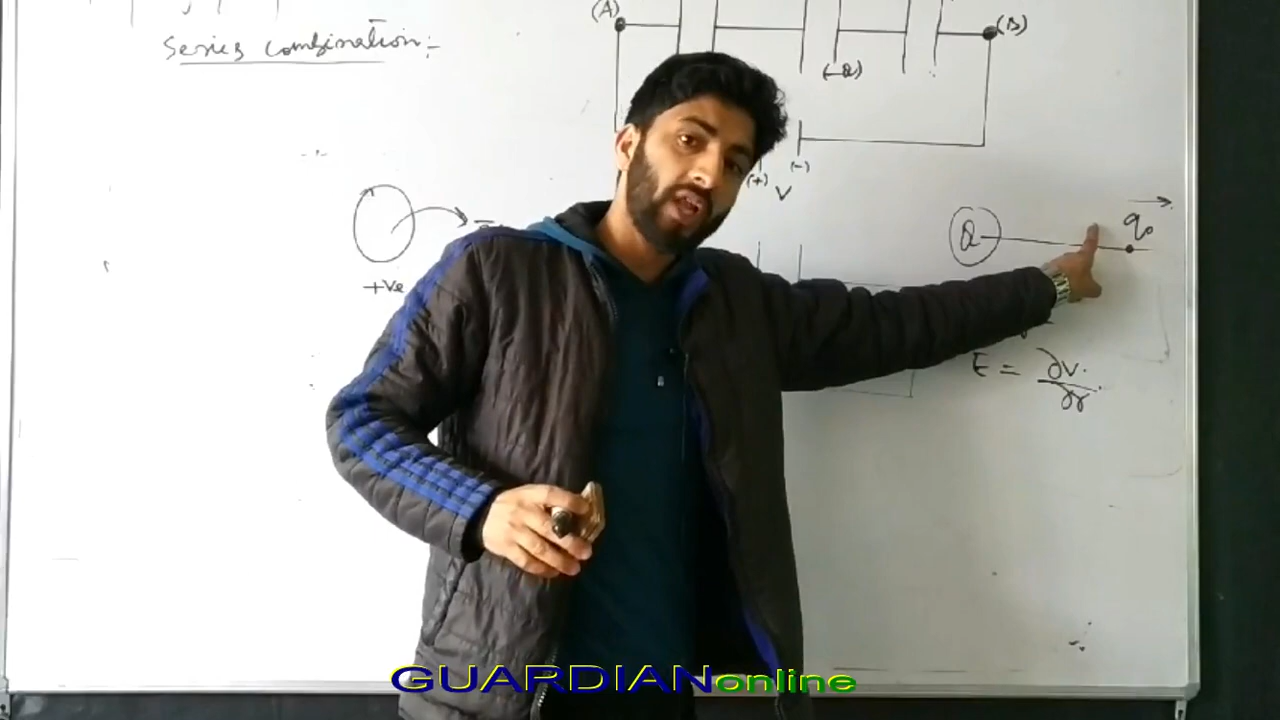 (A)
(B)
Series combination:-
(-Q)
(+)
(-)
V
Q
q₀
+ve
E = ∂V/∂r
GUARDIANonline